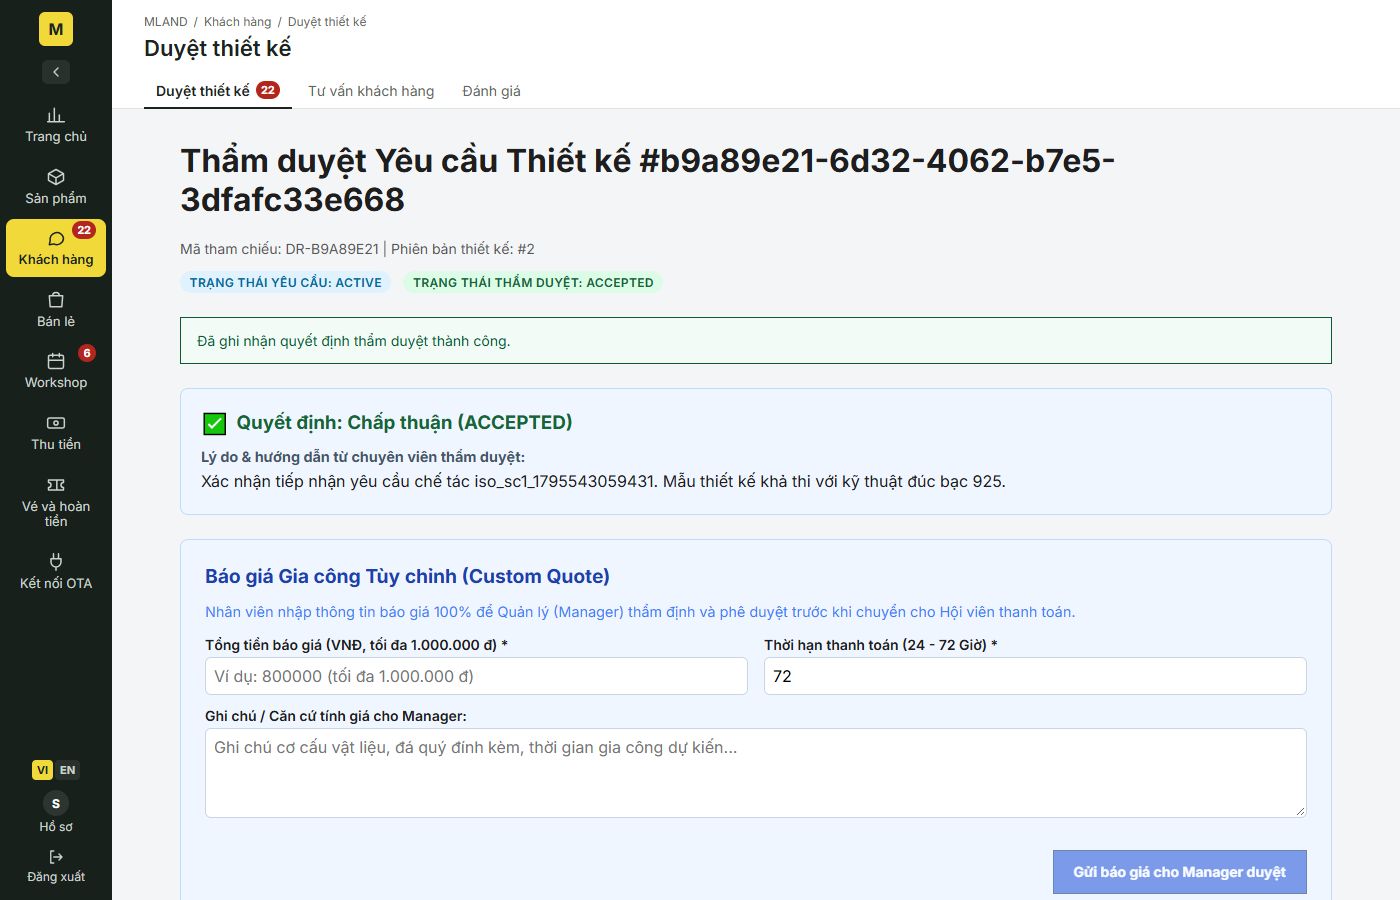 M
Trang chủ
Sản phẩm
22
Khách hàng
Bán lẻ
6
Workshop
Thu tiền
Vé và hoàn
tiền
Kết nối OTA
VI EN
S
Hồ sơ
Đăng xuất
MLAND / Khách hàng / Duyệt thiết kế
Duyệt thiết kế
Duyệt thiết kế 22 Tư vấn khách hàng Đánh giá
Thẩm duyệt Yêu cầu Thiết kế #b9a89e21-6d32-4062-b7e5-
3dfafc33e668
Mã tham chiếu: DR-B9A89E21 | Phiên bản thiết kế: #2
TRẠNG THÁI YÊU CẦU: ACTIVE TRẠNG THÁI THẨM DUYỆT: ACCEPTED
Đã ghi nhận quyết định thẩm duyệt thành công.
Quyết định: Chấp thuận (ACCEPTED)
Lý do & hướng dẫn từ chuyên viên thẩm duyệt:
Xác nhận tiếp nhận yêu cầu chế tác iso_sc1_1795543059431. Mẫu thiết kế khả thi với kỹ thuật đúc bạc 925.
Báo giá Gia công Tùy chỉnh (Custom Quote)
Nhân viên nhập thông tin báo giá 100% để Quản lý (Manager) thẩm định và phê duyệt trước khi chuyển cho Hội viên thanh toán.
Tổng tiền báo giá (VNĐ, tối đa 1.000.000 đ) * Thời hạn thanh toán (24 - 72 Giờ) *
Ví dụ: 800000 (tối đa 1.000.000 đ) 72
Ghi chú / Căn cứ tính giá cho Manager:
Ghi chú cơ cấu vật liệu, đá quý đính kèm, thời gian gia công dự kiến...
Gửi báo giá cho Manager duyệt